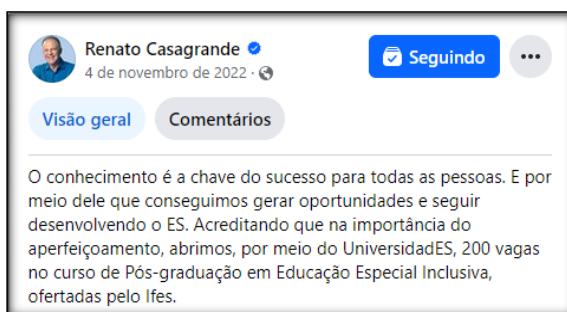 Renato Casagrande
4 de novembro de 2022 ·
Seguindo
Visão geral
Comentários
O conhecimento é a chave do sucesso para todas as pessoas. E por
meio dele que conseguimos gerar oportunidades e seguir
desenvolvendo o ES. Acreditando que na importância do
aperfeiçoamento, abrimos, por meio do UniversidadES, 200 vagas
no curso de Pós-graduação em Educação Especial Inclusiva,
ofertadas pelo Ifes.